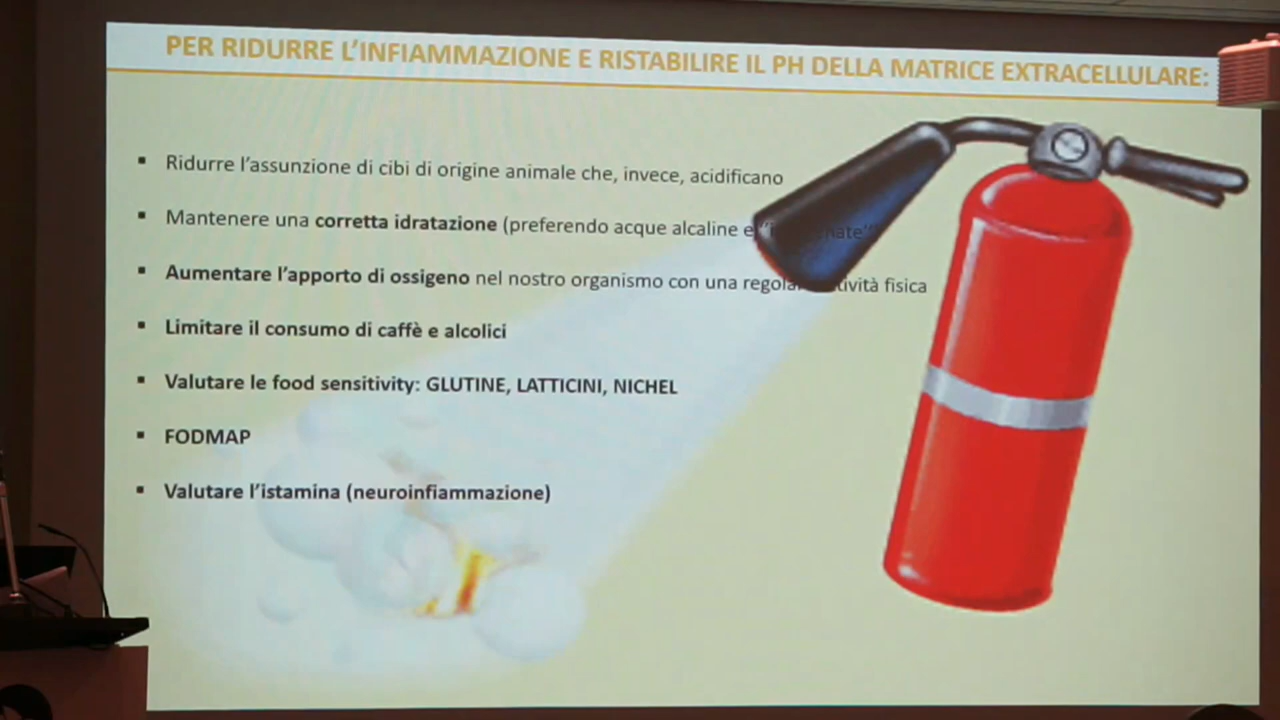 PER RIDURRE L'INFIAMMAZIONE E RISTABILIRE IL PH DELLA MATRICE EXTRACELLULARE:
▪ Ridurre l'assunzione di cibi di origine animale che, invece, acidificano
▪ Mantenere una corretta idratazione (preferendo acque alcaline e
▪ Aumentare l'apporto di ossigeno nel nostro organismo con una regolare attività fisica
▪ Limitare il consumo di caffè e alcolici
▪ Valutare le food sensitivity: GLUTINE, LATTICINI, NICHEL
▪ FODMAP
▪ Valutare l'istamina (neuroinfiammazione)